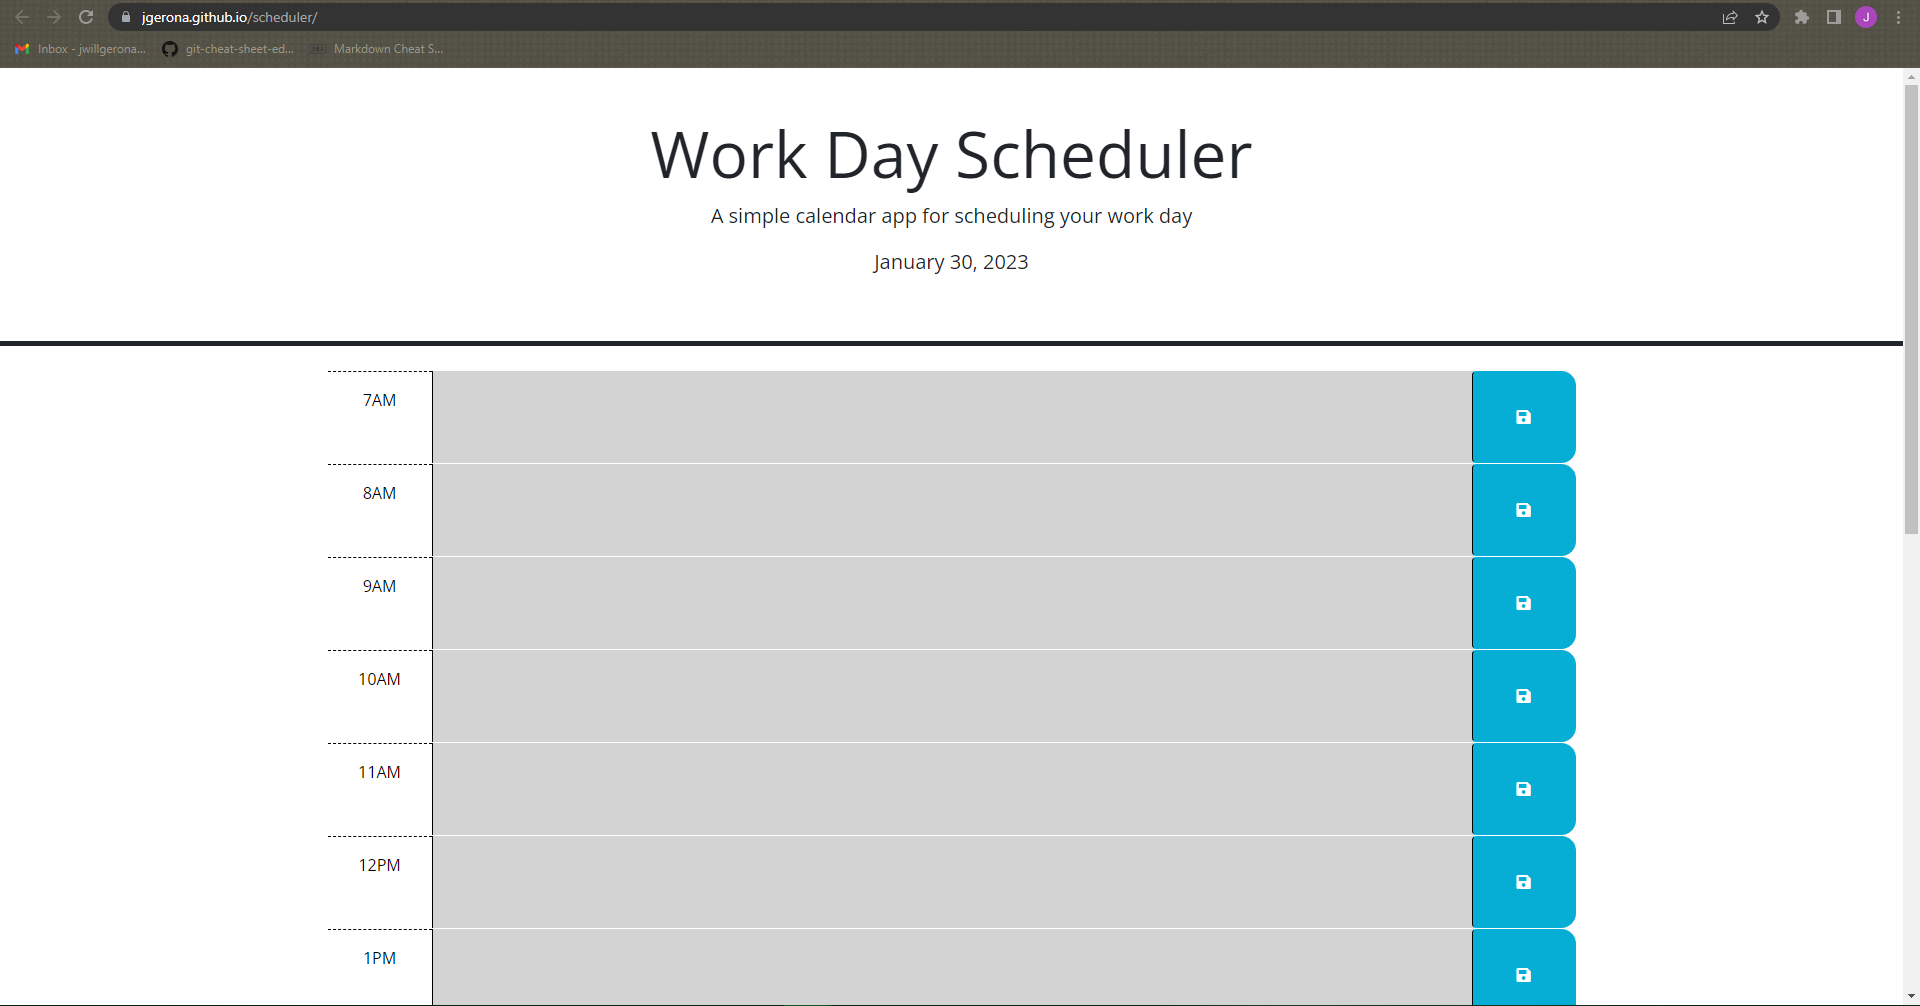 jgerona.github.io/scheduler/
Inbox - jwillgerona... git-cheat-sheet-ed... Markdown Cheat S...
J
Work Day Scheduler
A simple calendar app for scheduling your work day
January 30, 2023
7AM
8AM
9AM
10AM
11AM
12PM
1PM